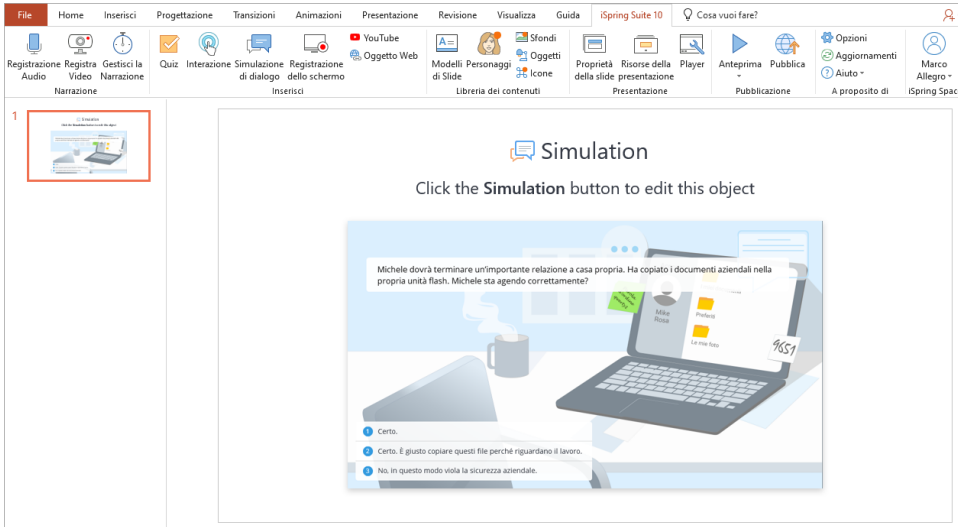 File Home Inserisci Progettazione Transizioni Animazioni Presentazione Revisione Visualizza Guida iSpring Suite 10 Cosa vuoi fare?
Registrazione Audio
Registra Video
Gestisci la Narrazione
Narrazione
Quiz
Interazione
Simulazione di dialogo
Registrazione dello schermo
YouTube
Oggetto Web
Inserisci
Modelli di Slide
Personaggi
Sfondi
Oggetti
Icone
Libreria dei contenuti
Proprietà della slide
Risorse della presentazione
Player
Presentazione
Anteprima
Pubblica
Pubblicazione
Opzioni
Aggiornamenti
Aiuto
A proposito di
Marco Allegro
iSpring Spac
1
Simulation
Click the Simulation button to edit this object
Michele dovrà terminare un'importante relazione a casa propria. Ha copiato i documenti aziendali nella
propria unità flash. Michele sta agendo correttamente?
Mike
Rosa
Preferiti
Le mie foto
9651
1 Certo.
2 Certo. È giusto copiare questi file perché riguardano il lavoro.
3 No, in questo modo viola la sicurezza aziendale.